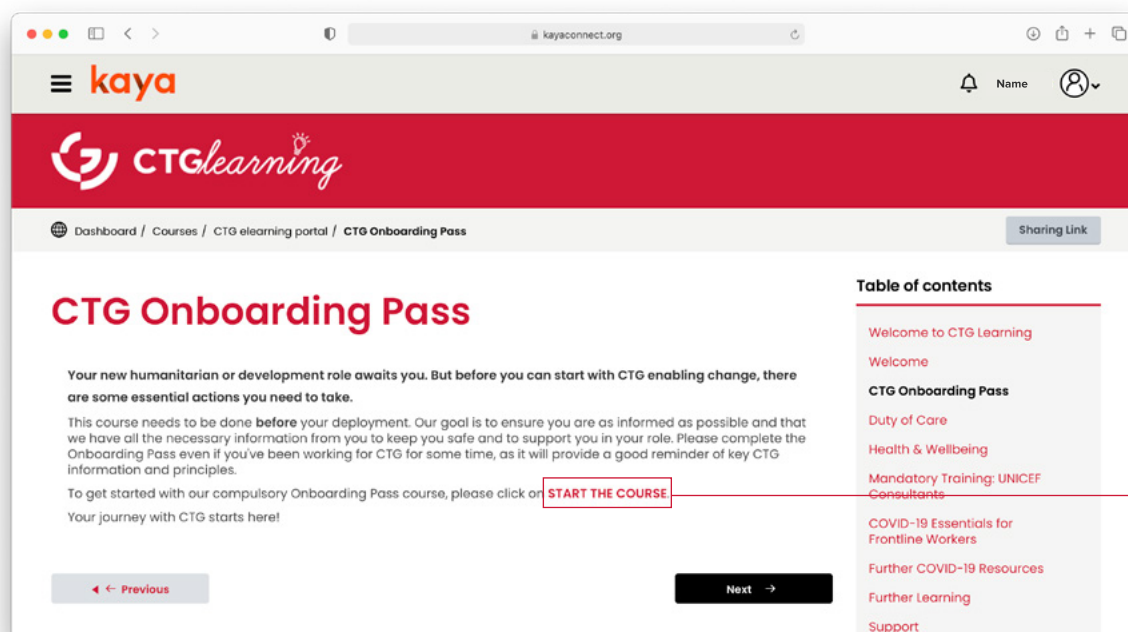 kayaconnect.org
kaya
Name
CTGlearning
Dashboard / Courses / CTG elearning portal / CTG Onboarding Pass
Sharing Link
CTG Onboarding Pass
Your new humanitarian or development role awaits you. But before you can start with CTG enabling change, there
are some essential actions you need to take.
This course needs to be done before your deployment. Our goal is to ensure you are as informed as possible and that
we have all the necessary information from you to keep you safe and to support you in your role. Please complete the
Onboarding Pass even if you've been working for CTG for some time, as it will provide a good reminder of key CTG
information and principles.
To get started with our compulsory Onboarding Pass course, please click on START THE COURSE.
Your journey with CTG starts here!
← Previous
Next →
Table of contents
Welcome to CTG Learning
Welcome
CTG Onboarding Pass
Duty of Care
Health & Wellbeing
Mandatory Training: UNICEF
Consultants
COVID-19 Essentials for
Frontline Workers
Further COVID-19 Resources
Further Learning
Support